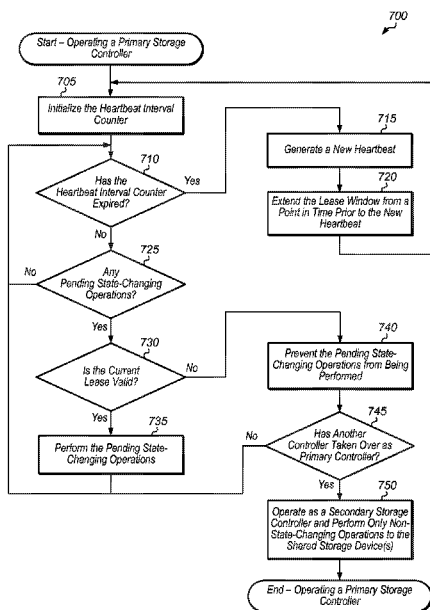 700
Start – Operating a Primary Storage
Controller
705
Initialize the Heartbeat Interval
Counter
710
Has the
Heartbeat Interval Counter
Expired?
Yes
715
Generate a New Heartbeat
720
Extend the Lease Window from a
Point in Time Prior to the New
Heartbeat
No
725
Any
Pending State-Changing
Operations?
No
Yes
730
Is the Current
Lease Valid?
No
740
Prevent the Pending State-
Changing Operations from Being
Performed
Yes
735
Perform the Pending State-
Changing Operations
745
Has Another
Controller Taken Over as
Primary Controller?
No
Yes
750
Operate as a Secondary Storage
Controller and Perform Only Non-
State-Changing Operations to the
Shared Storage Device(s)
End – Operating a Primary Storage
Controller